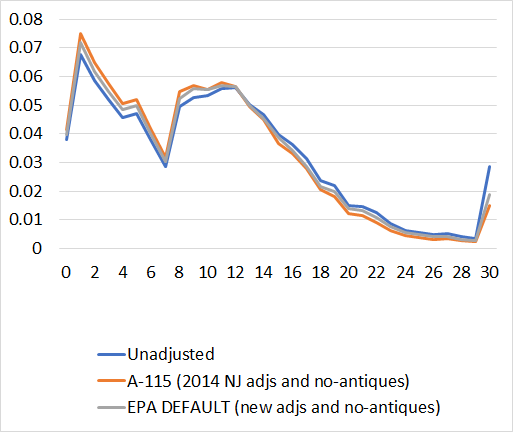 0.08
0.07
0.06
0.05
0.04
0.03
0.02
0.01
0
0 2 4 6 8 10 12 14 16 18 20 22 24 26 28 30
Unadjusted
A-115 (2014 NJ adjs and no-antiques)
EPA DEFAULT (new adjs and no-antiques)